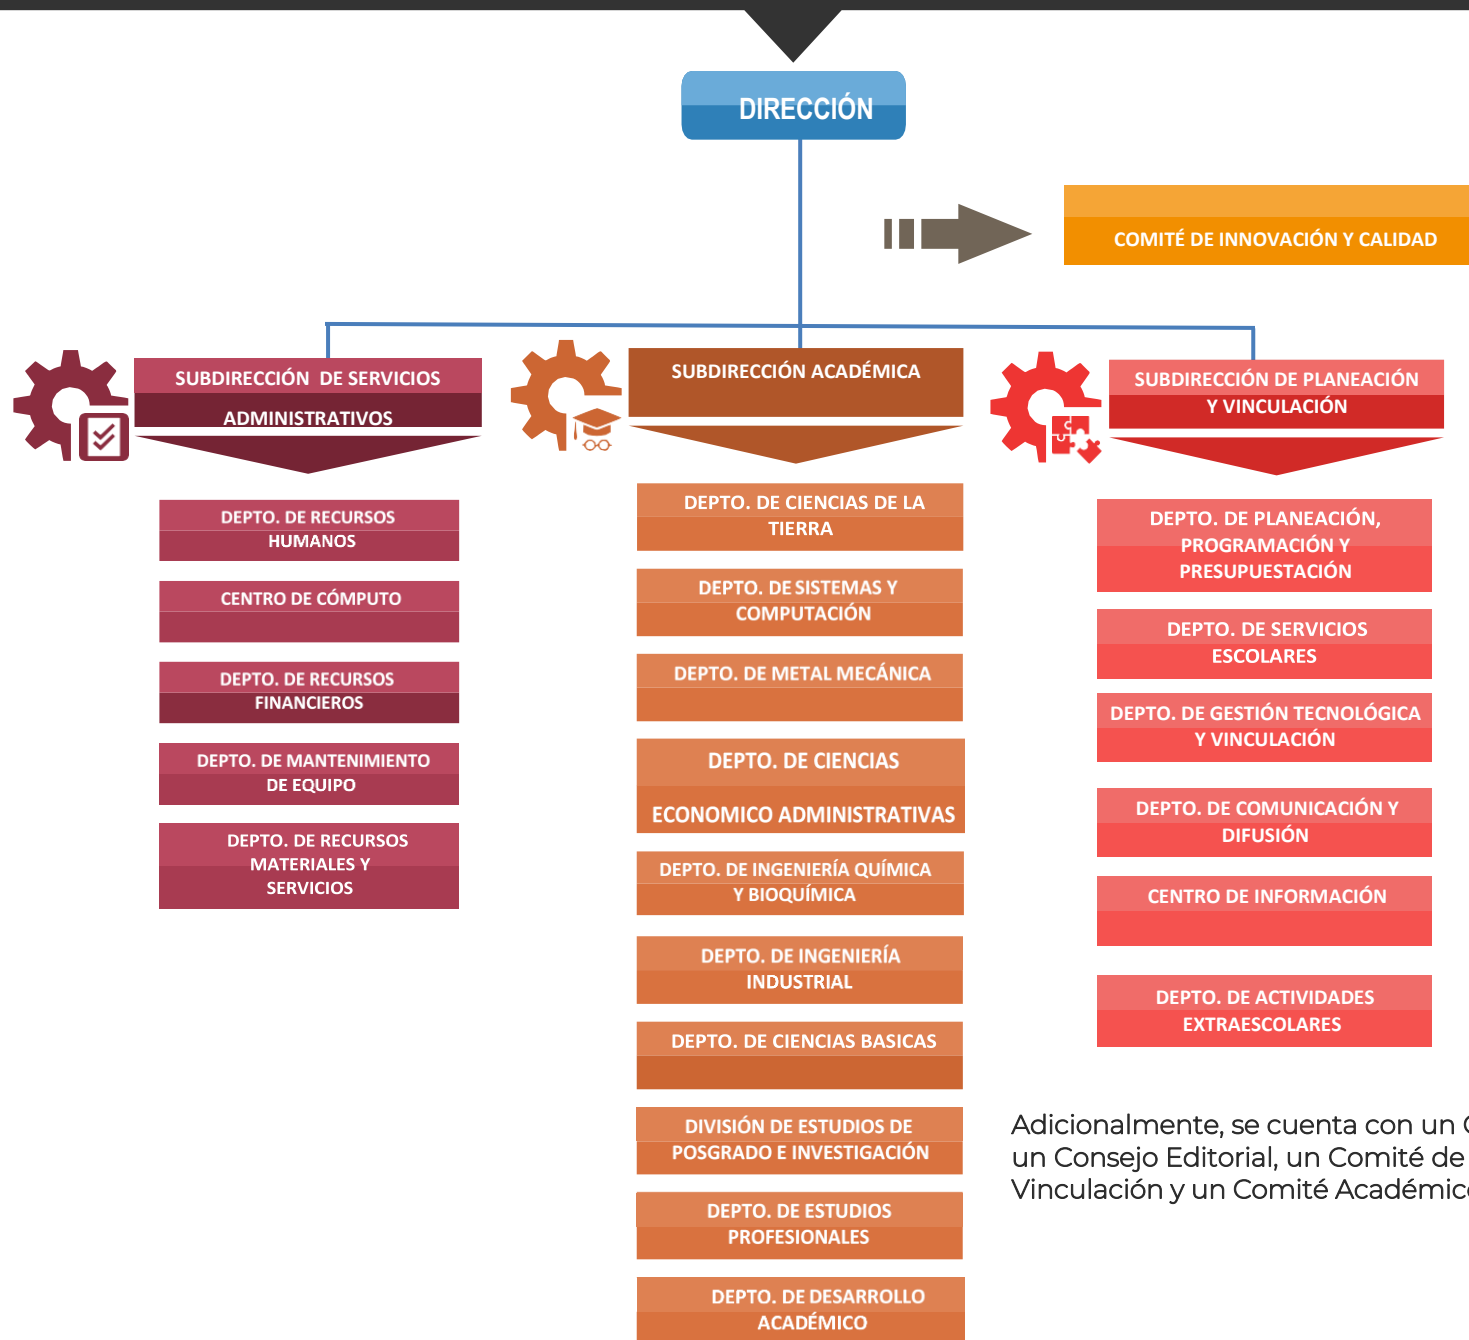 DIRECCIÓN
COMITÉ DE INNOVACIÓN Y CALIDAD
SUBDIRECCIÓN DE SERVICIOS
ADMINISTRATIVOS
DEPTO. DE RECURSOS
HUMANOS
CENTRO DE CÓMPUTO
DEPTO. DE RECURSOS
FINANCIEROS
DEPTO. DE MANTENIMIENTO
DE EQUIPO
DEPTO. DE RECURSOS
MATERIALES Y
SERVICIOS
SUBDIRECCIÓN ACADÉMICA
DEPTO. DE CIENCIAS DE LA
TIERRA
DEPTO. DE SISTEMAS Y
COMPUTACIÓN
DEPTO. DE METAL MECÁNICA
DEPTO. DE CIENCIAS
ECONOMICO ADMINISTRATIVAS
DEPTO. DE INGENIERÍA QUÍMICA
Y BIOQUÍMICA
DEPTO. DE INGENIERÍA
INDUSTRIAL
DEPTO. DE CIENCIAS BASICAS
DIVISIÓN DE ESTUDIOS DE
POSGRADO E INVESTIGACIÓN
DEPTO. DE ESTUDIOS
PROFESIONALES
DEPTO. DE DESARROLLO
ACADÉMICO
SUBDIRECCIÓN DE PLANEACIÓN
Y VINCULACIÓN
DEPTO. DE PLANEACIÓN,
PROGRAMACIÓN Y
PRESUPUESTACIÓN
DEPTO. DE SERVICIOS
ESCOLARES
DEPTO. DE GESTIÓN TECNOLÓGICA
Y VINCULACIÓN
DEPTO. DE COMUNICACIÓN Y
DIFUSIÓN
CENTRO DE INFORMACIÓN
DEPTO. DE ACTIVIDADES
EXTRAESCOLARES
Adicionalmente, se cuenta con un
un Consejo Editorial, un Comité de
Vinculación y un Comité Académic